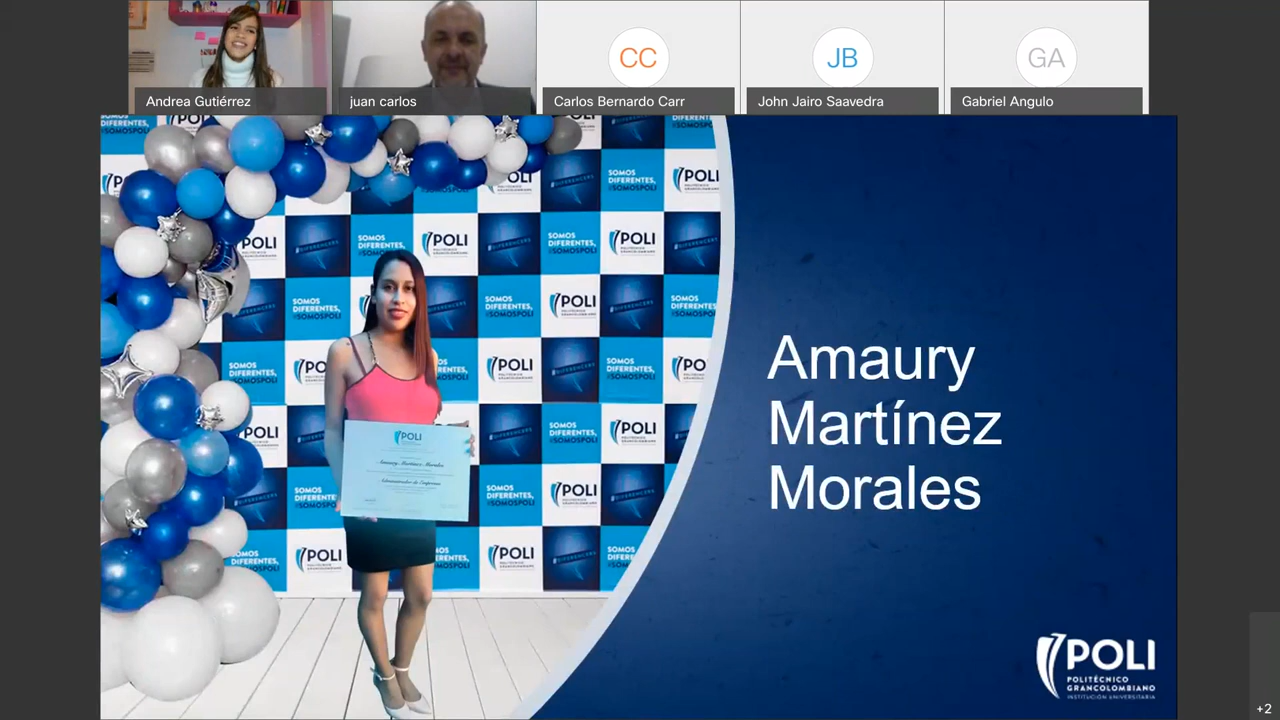 Andrea Gutiérrez
juan carlos
CC
Carlos Bernardo Carr
JB
John Jairo Saavedra
GA
Gabriel Angulo
SOMOS
DIFERENTES,
#SOMOSPOLI
POLI
POLITÉCNICO
GRANCOLOMBIANO
#DIFERENCERS
POLI
Amaury Martínez Morales
Administrador de Empresas
Amaury
Martínez
Morales
POLI
POLITÉCNICO
GRANCOLOMBIANO
INSTITUCIÓN UNIVERSITARIA
+2